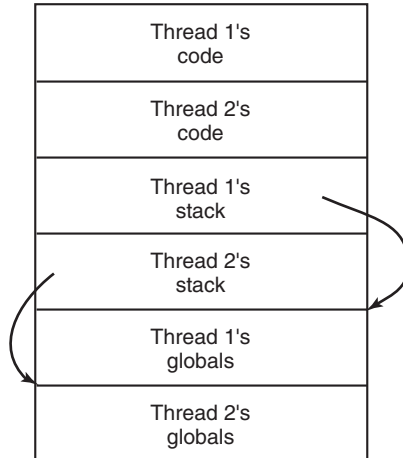 Thread 1's
code
Thread 2's
code
Thread 1's
stack
Thread 2's
stack
Thread 1's
globals
Thread 2's
globals